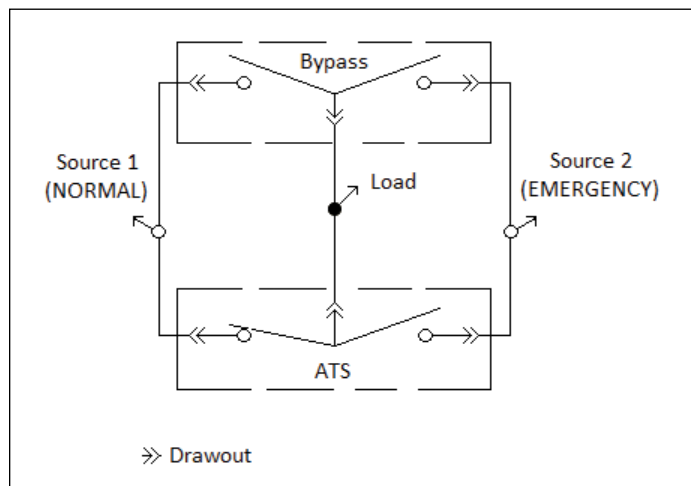 Bypass
Source 1
(NORMAL)
Load
Source 2
(EMERGENCY)
ATS
Drawout